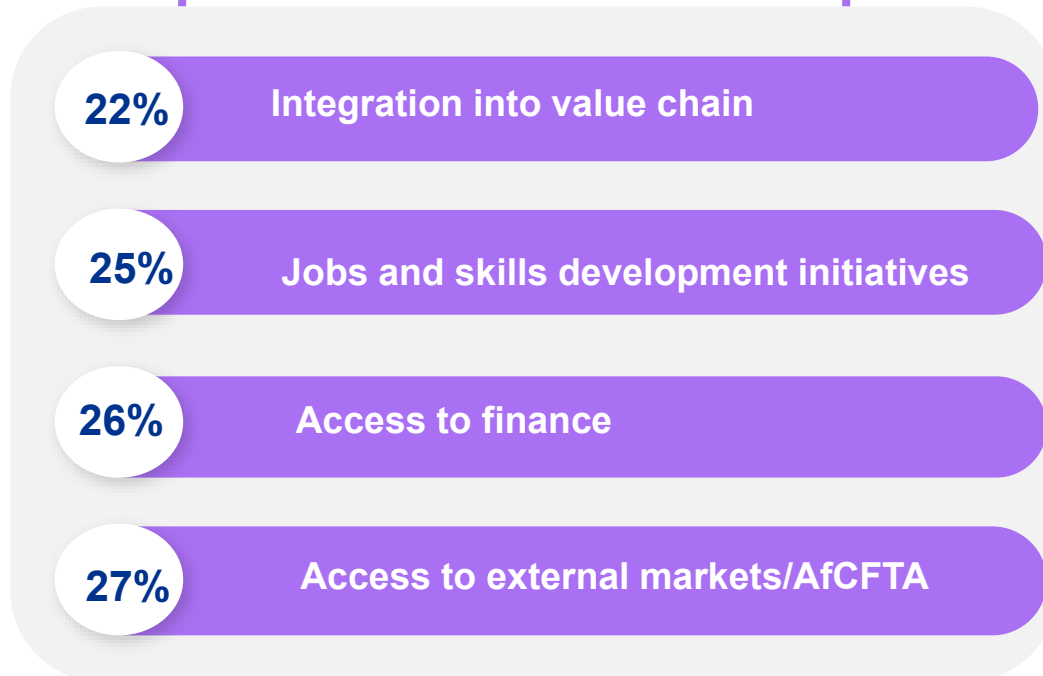 22% Integration into value chain
25% Jobs and skills development initiatives
26% Access to finance
27% Access to external markets/AfCFTA